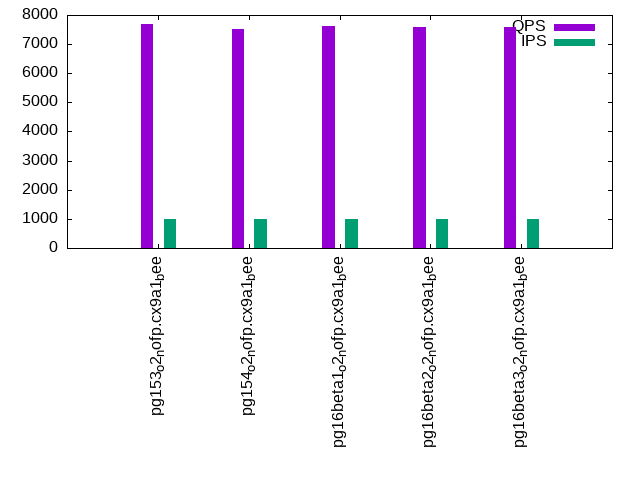 8000
7000
6000
5000
4000
3000
2000
1000
0
QPS
IPS
pg153o2nofp.cx9a1bee
pg154o2nofp.cx9a1bee
pg16beta1o2nofp.cx9a1bee
pg16beta2o2nofp.cx9a1bee
pg16beta3o2nofp.cx9a1bee